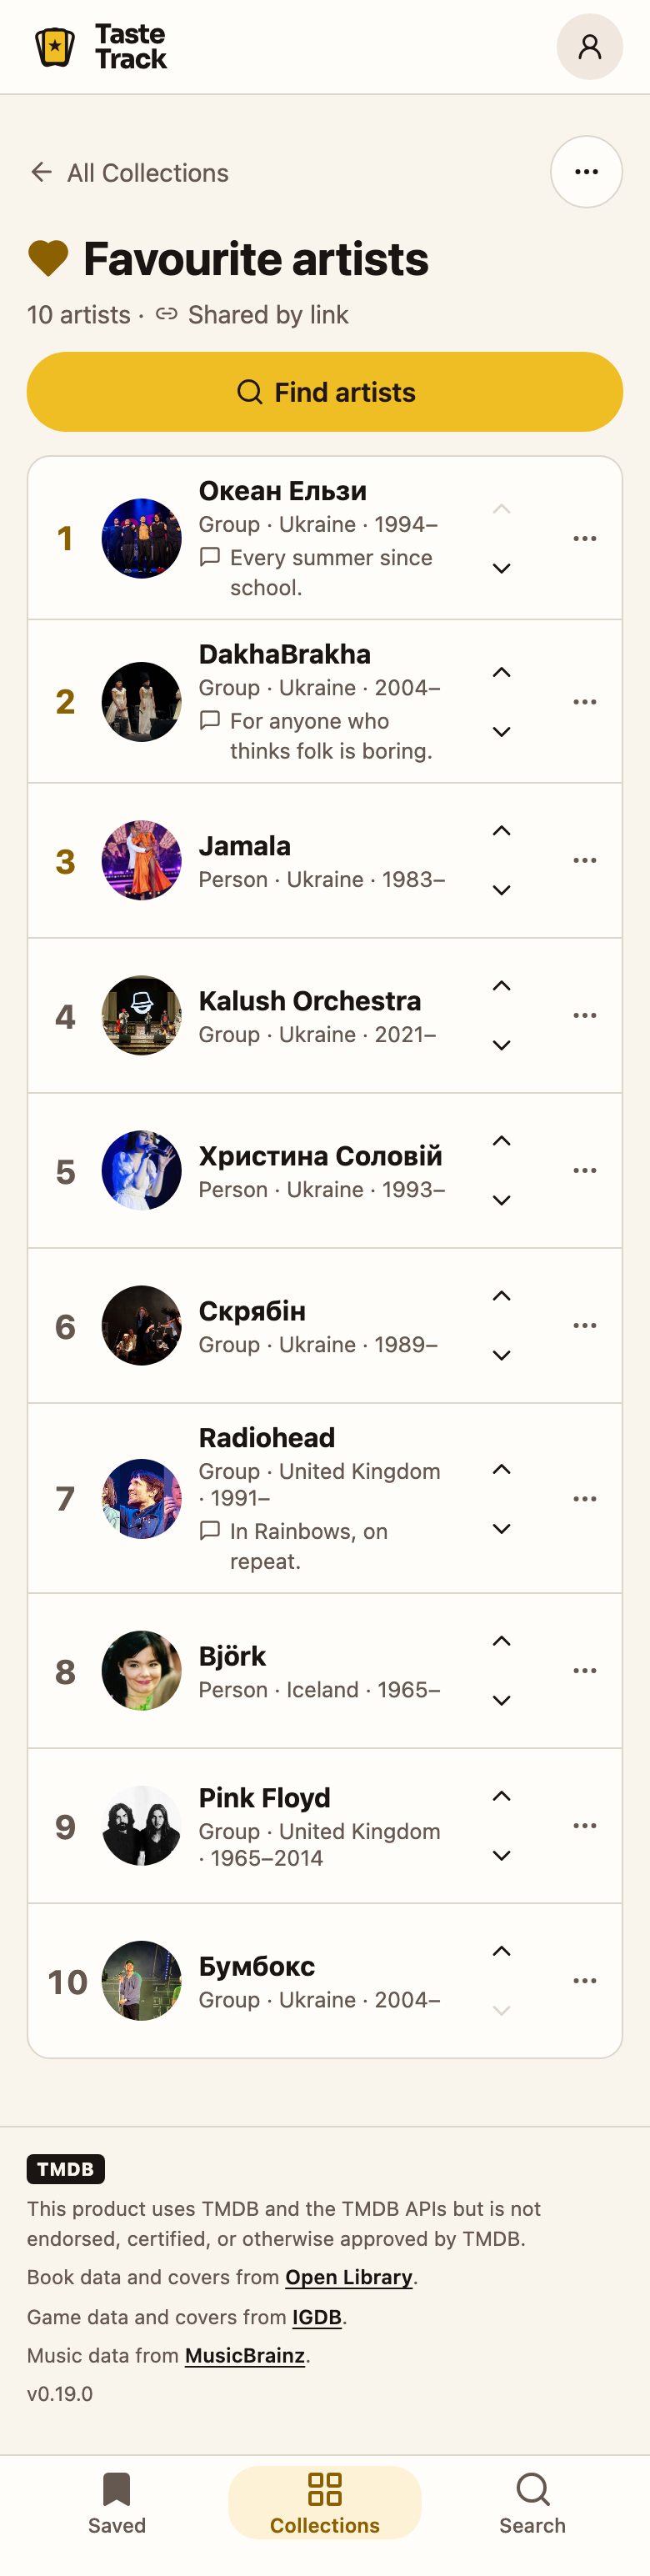 Taste
Track
All Collections
Favourite artists
10 artists · Shared by link
Find artists
1
Океан Ельзи
Group · Ukraine · 1994–
Every summer since
school.
2
DakhaBrakha
Group · Ukraine · 2004–
For anyone who
thinks folk is boring.
3
Jamala
Person · Ukraine · 1983–
4
Kalush Orchestra
Group · Ukraine · 2021–
5
Христина Соловій
Person · Ukraine · 1993–
6
Скрябін
Group · Ukraine · 1989–
7
Radiohead
Group · United Kingdom
· 1991–
In Rainbows, on
repeat.
8
Björk
Person · Iceland · 1965–
9
Pink Floyd
Group · United Kingdom
· 1965–2014
10
Бумбокс
Group · Ukraine · 2004–
TMDB
This product uses TMDB and the TMDB APIs but is not
endorsed, certified, or otherwise approved by TMDB.
Book data and covers from Open Library.
Game data and covers from IGDB.
Music data from MusicBrainz.
v0.19.0
Saved
Collections
Search